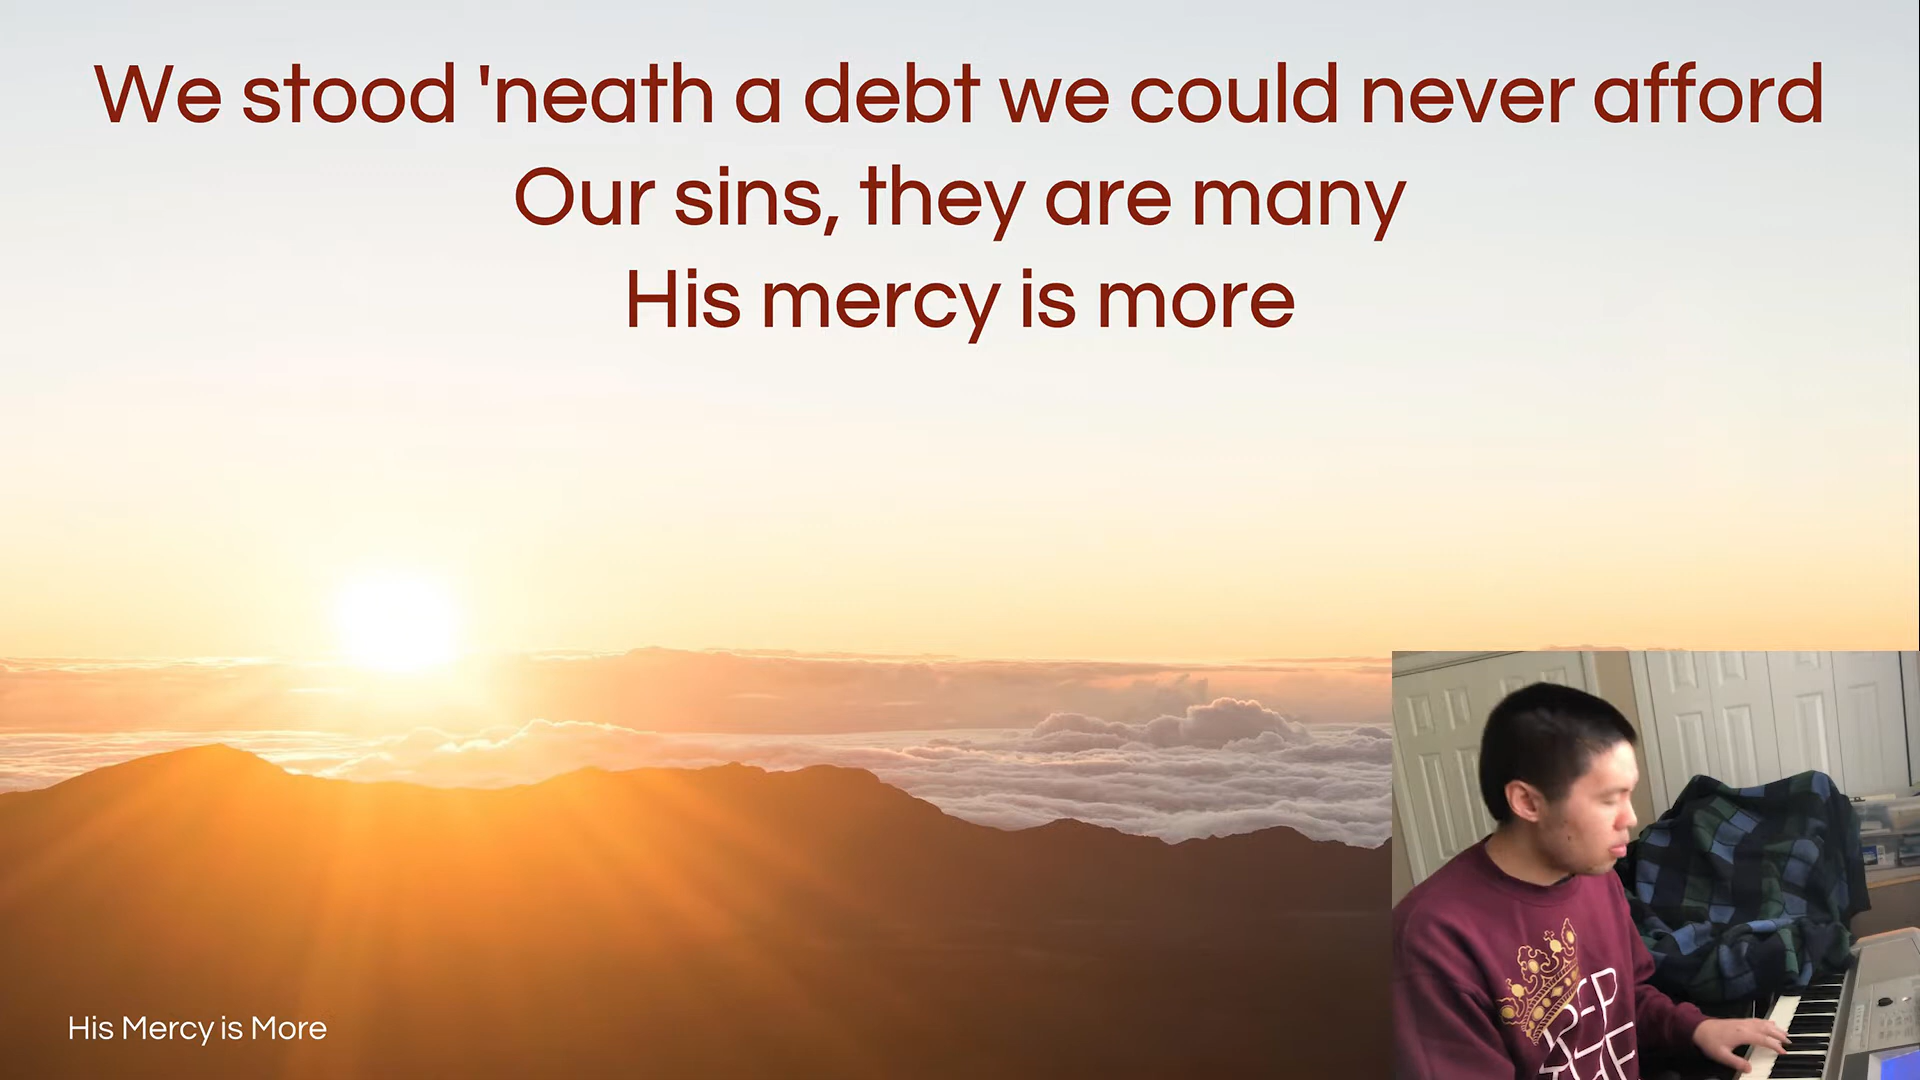 We stood 'neath a debt we could never afford
Our sins, they are many
His mercy is more
His Mercy is More